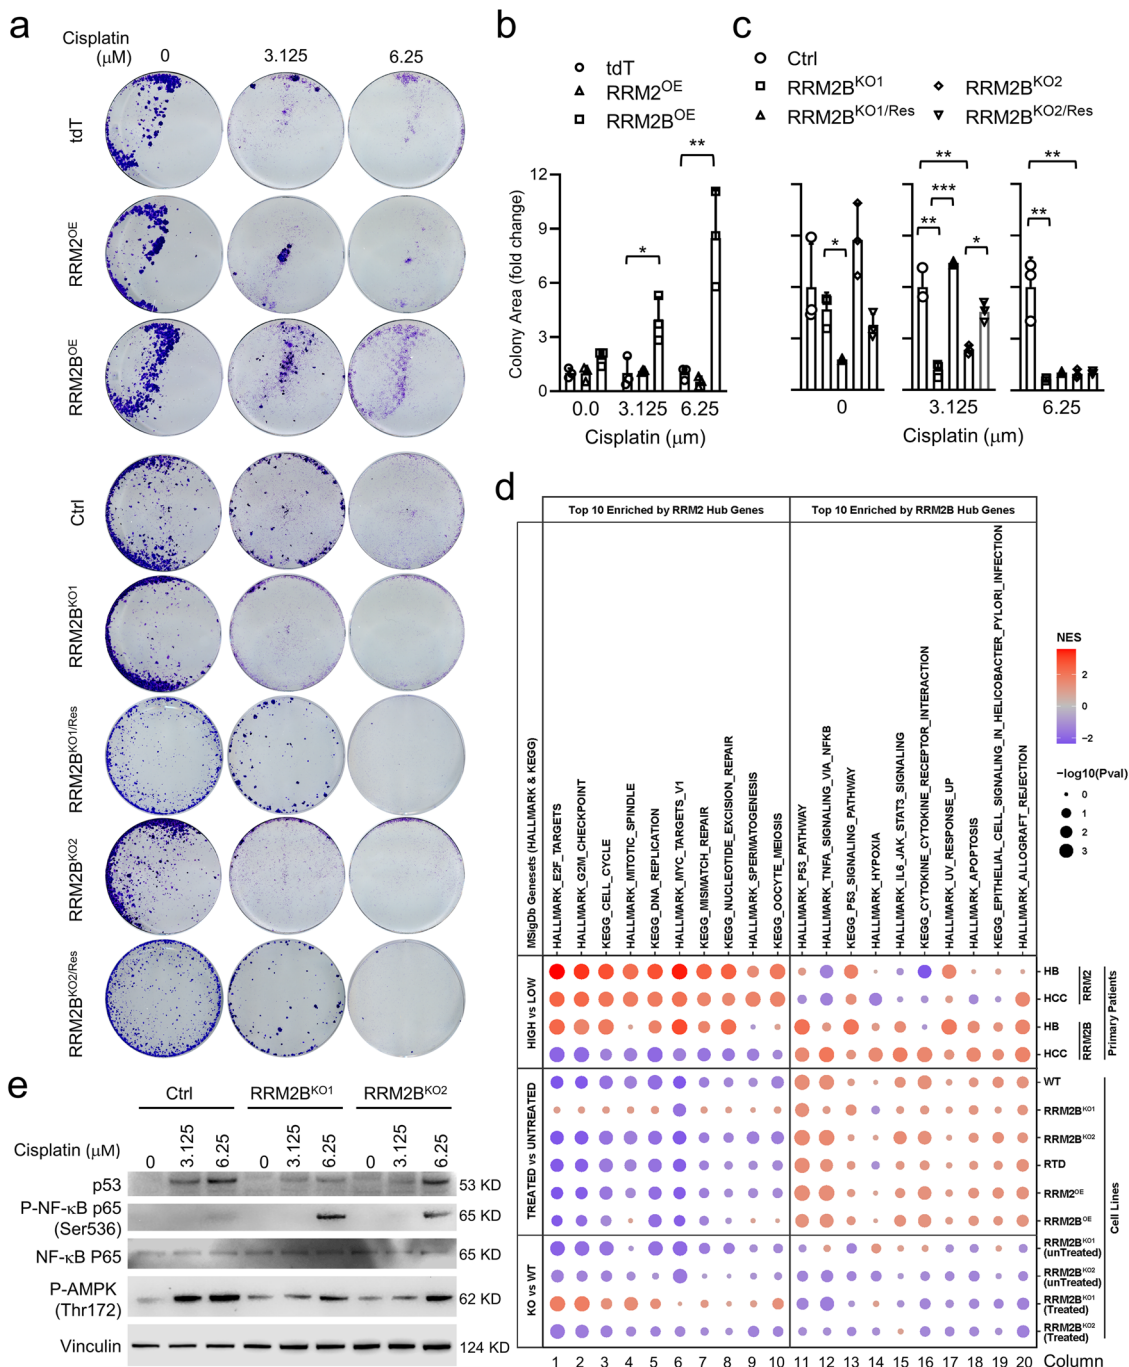 a
Cisplatin
(μM)
0
3.125
6.25
tdT
RRM2OE
RRM2BOE
Ctrl
RRM2BKO1
RRM2BKO1/Res
RRM2BKO2
RRM2BKO2/Res
b
tdT
RRM2OE
RRM2BOE
Colony Area (fold change)
12
9
6
3
0
*
**
0.0
3.125
6.25
Cisplatin (μm)
c
Ctrl
RRM2BKO1
RRM2BKO2
RRM2BKO1/Res
RRM2BKO2/Res
*
**
***
**
*
**
**
0
3.125
6.25
Cisplatin (μm)
d
Top 10 Enriched by RRM2 Hub Genes
Top 10 Enriched by RRM2B Hub Genes
MSigDb Genesets (HALLMARK & KEGG)
HALLMARK_E2F_TARGETS
HALLMARK_G2M_CHECKPOINT
KEGG_CELL_CYCLE
HALLMARK_MITOTIC_SPINDLE
KEGG_DNA_REPLICATION
HALLMARK_MYC_TARGETS_V1
KEGG_MISMATCH_REPAIR
KEGG_NUCLEOTIDE_EXCISION_REPAIR
HALLMARK_SPERMATOGENESIS
KEGG_OOCYTE_MEIOSIS
HALLMARK_P53_PATHWAY
HALLMARK_TNFA_SIGNALING_VIA_NFKB
KEGG_P53_SIGNALING_PATHWAY
HALLMARK_HYPOXIA
HALLMARK_IL6_JAK_STAT3_SIGNALING
KEGG_CYTOKINE_CYTOKINE_RECEPTOR_INTERACTION
HALLMARK_UV_RESPONSE_UP
HALLMARK_APOPTOSIS
KEGG_EPITHELIAL_CELL_SIGNALING_IN_HELICOBACTER_PYLORI_INFECTION
HALLMARK_ALLOGRAFT_REJECTION
NES
2
0
−2
−log10(Pval)
0
1
2
3
HIGH vs LOW
HB
HCC
RRM2
HB
HCC
RRM2B
Primary Patients
TREATED vs UNTREATED
WT
RRM2BKO1
RRM2BKO2
RTD
RRM2OE
RRM2BOE
Cell Lines
KO vs WT
RRM2BKO1
(unTreated)
RRM2BKO2
(unTreated)
RRM2BKO1
(Treated)
RRM2BKO2
(Treated)
1 2 3 4 5 6 7 8 9 10 11 12 13 14 15 16 17 18 19 20 Column
e
Ctrl RRM2BKO1 RRM2BKO2
Cisplatin (μM) 0 3.125 6.25 0 3.125 6.25 0 3.125 6.25
p53 53 KD
P-NF-κB p65
(Ser536) 65 KD
NF-κB P65 65 KD
P-AMPK
(Thr172) 62 KD
Vinculin 124 KD